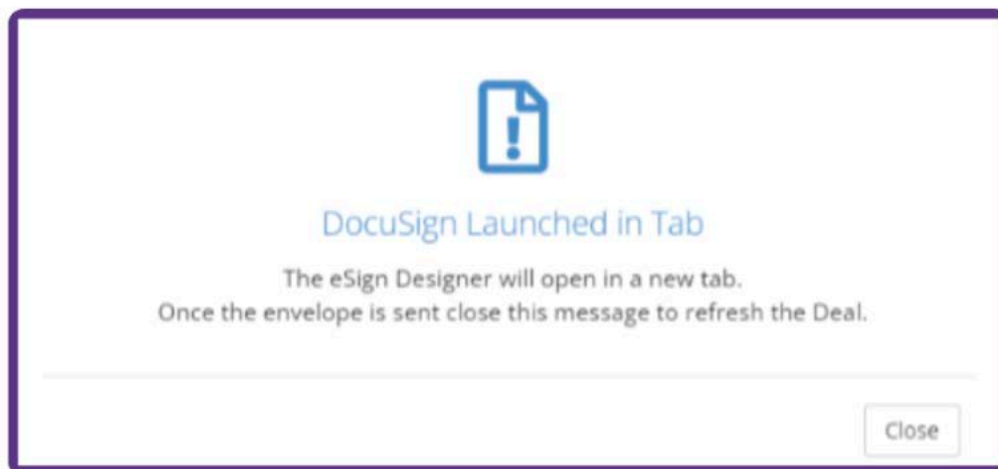 DocuSign Launched in Tab
The eSign Designer will open in a new tab.
Once the envelope is sent close this message to refresh the Deal.
Close